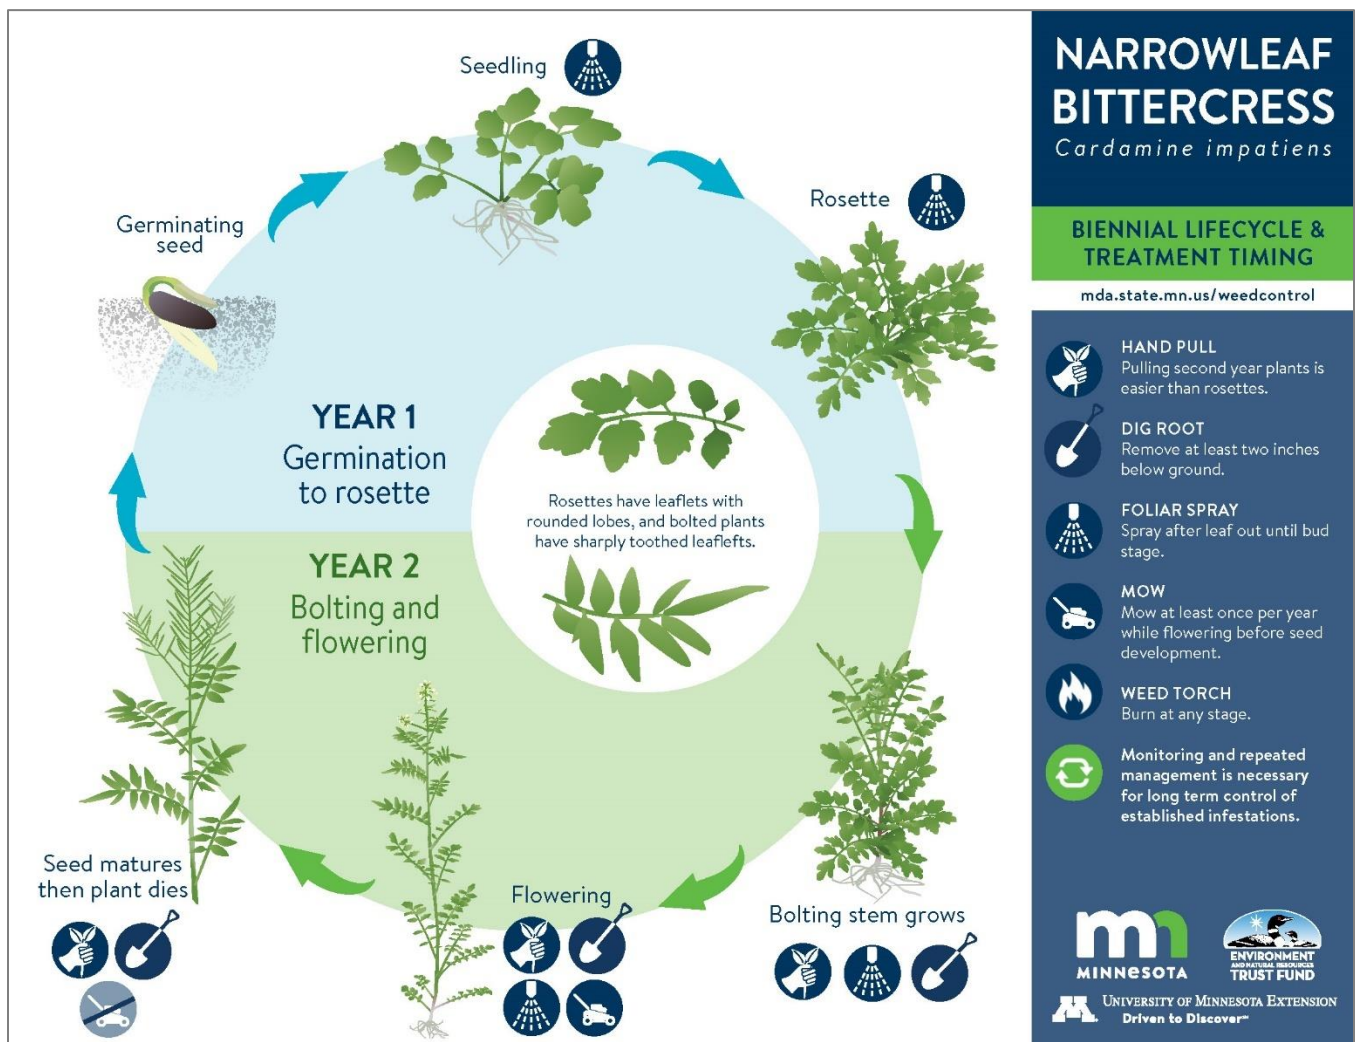 Seedling
Rosette
Germinating
seed
YEAR 1
Germination
to rosette
Rosettes have leaflets with
rounded lobes, and bolted plants
have sharply toothed leaflefts.
YEAR 2
Bolting and
flowering
Seed matures
then plant dies
Flowering
Bolting stem grows
NARROWLEAF
BITTERCRESS
Cardamine impatiens
BIENNIAL LIFECYCLE &
TREATMENT TIMING
mda.state.mn.us/weedcontrol
HAND PULL
Pulling second year plants is
easier than rosettes.
DIG ROOT
Remove at least two inches
below ground.
FOLIAR SPRAY
Spray after leaf out until bud
stage.
MOW
Mow at least once per year
while flowering before seed
development.
WEED TORCH
Burn at any stage.
Monitoring and repeated
management is necessary
for long term control of
established infestations.
mn
MINNESOTA
ENVIRONMENT
AND NATURAL RESOURCES
TRUST FUND
M
UNIVERSITY OF MINNESOTA EXTENSION
Driven to Discover℠